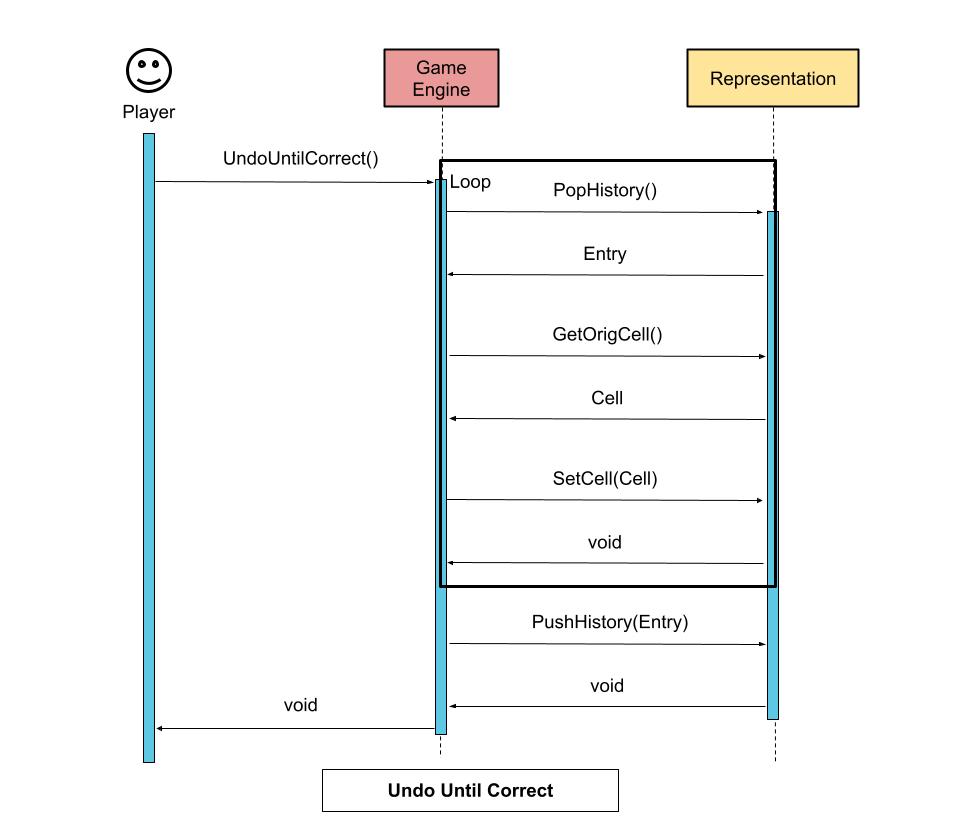 Player
Game
Engine
Representation
UndoUntilCorrect()
Loop
PopHistory()
Entry
GetOrigCell()
Cell
SetCell(Cell)
void
PushHistory(Entry)
void
void
Undo Until Correct